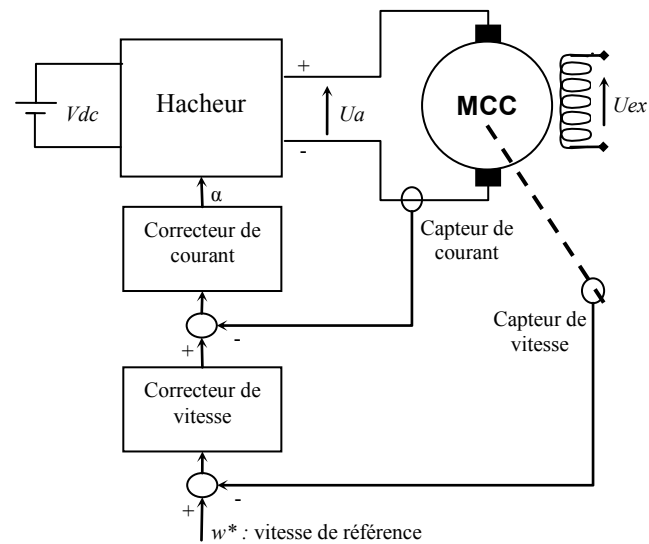 Vdc
Hacheur
+
Ua
-
MCC
Uex
α
Correcteur de
courant
Capteur de
courant
+
-
Capteur de
vitesse
Correcteur de
vitesse
+
-
w* : vitesse de référence